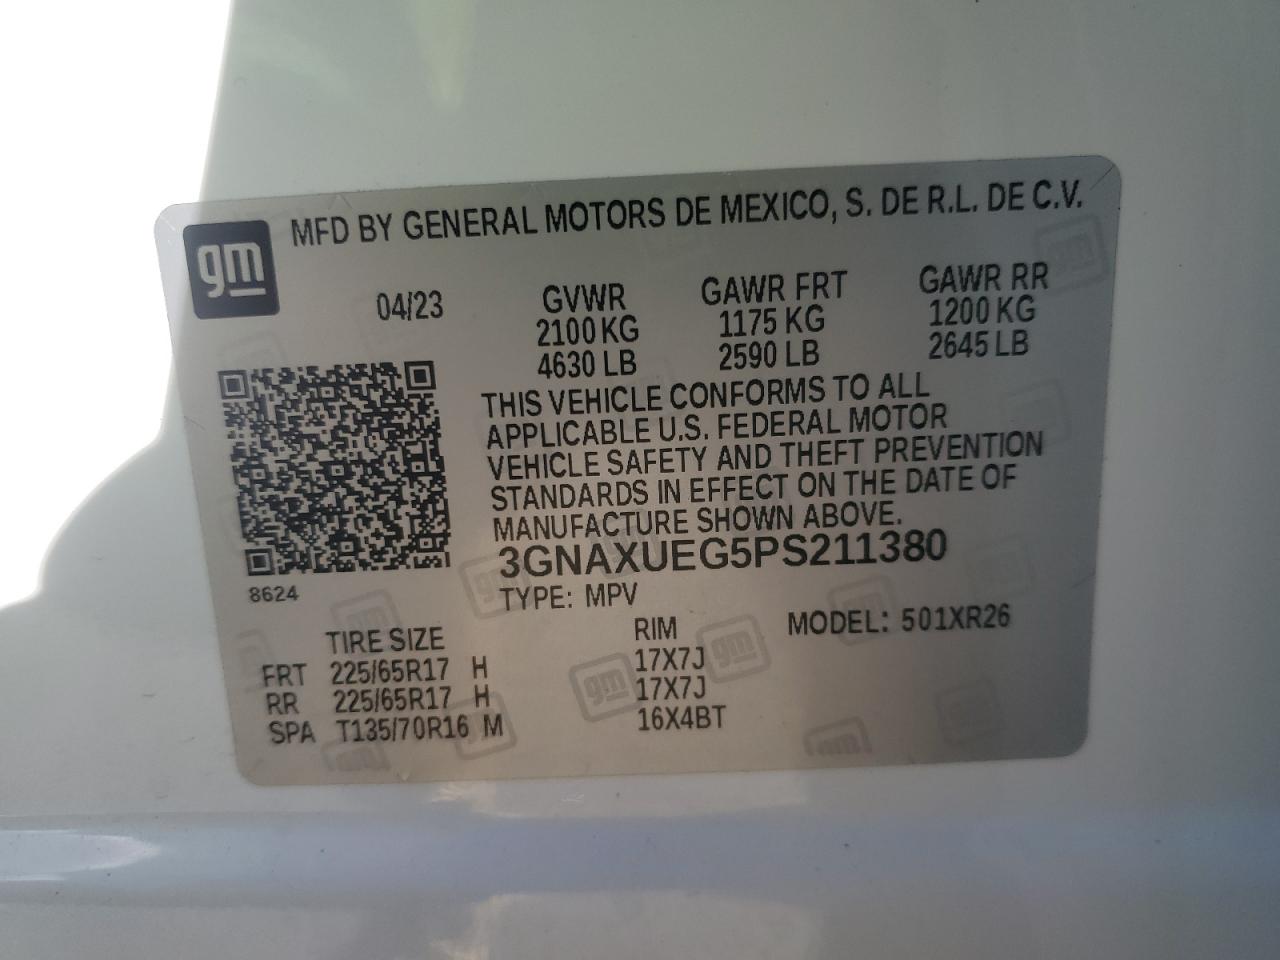 gm
MFD BY GENERAL MOTORS DE MEXICO, S. DE R.L. DE C.V.
04/23 GVWR GAWR FRT GAWR RR
2100 KG 1175 KG 1200 KG
4630 LB 2590 LB 2645 LB
THIS VEHICLE CONFORMS TO ALL
APPLICABLE U.S. FEDERAL MOTOR
VEHICLE SAFETY AND THEFT PREVENTION
STANDARDS IN EFFECT ON THE DATE OF
MANUFACTURE SHOWN ABOVE.
3GNAXUEG5PS211380
8624
TYPE: MPV
TIRE SIZE RIM MODEL: 501XR26
FRT 225/65R17 H 17X7J
RR 225/65R17 H 17X7J
SPA T135/70R16 M 16X4BT
gm
gm